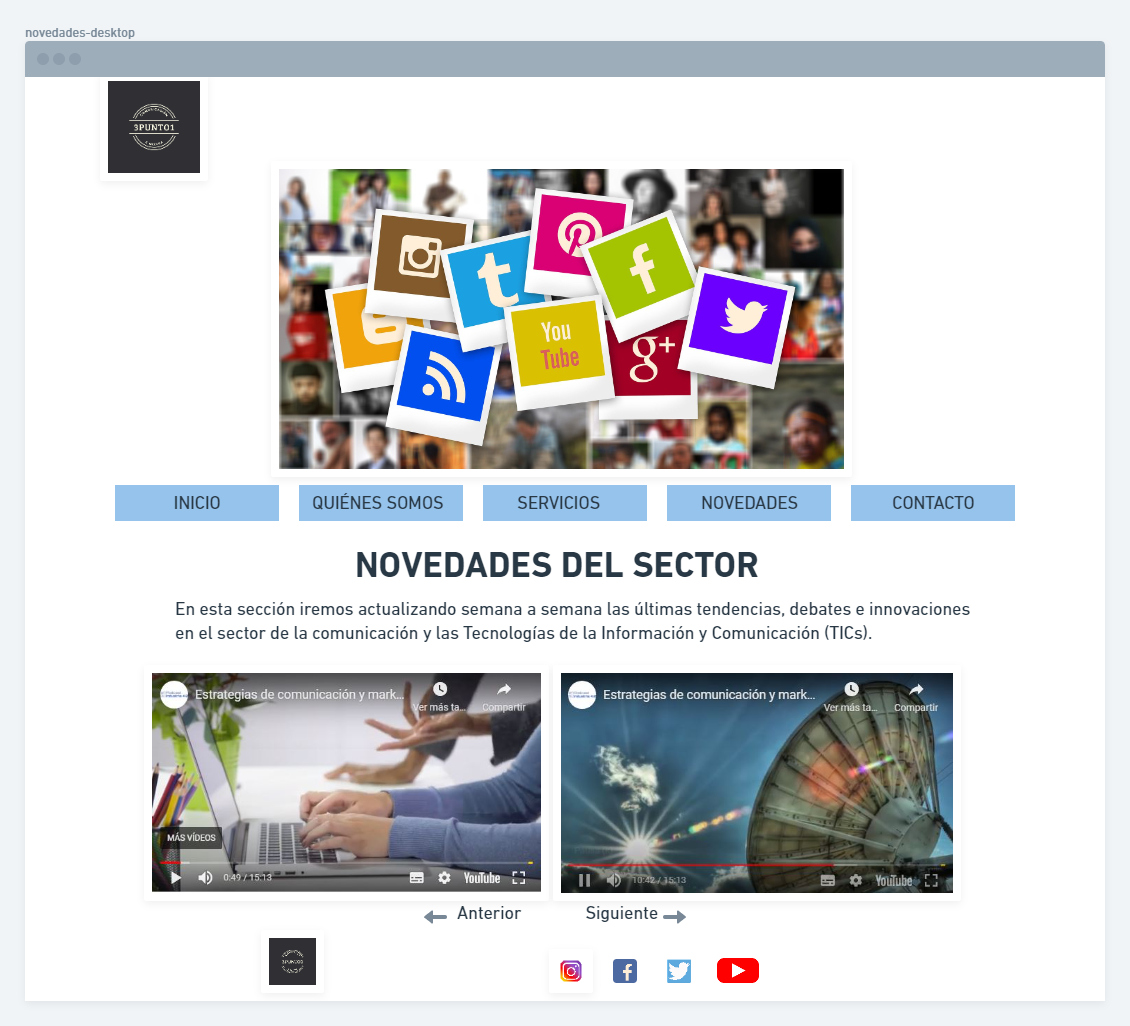 novedades-desktop
3PUNTO1
You
Tube
g+
INICIO
QUIÉNES SOMOS
SERVICIOS
NOVEDADES
CONTACTO
NOVEDADES DEL SECTOR
En esta sección iremos actualizando semana a semana las últimas tendencias, debates e innovaciones
en el sector de la comunicación y las Tecnologías de la Información y Comunicación (TICs).
Estrategias de comunicación y mark...
Ver más ta...
Compartir
MÁS VÍDEOS
0:49 / 15:13
YouTube
Estrategias de comunicación y mark...
Ver más ta...
Compartir
10:42 / 15:13
YouTube
Anterior
Siguiente
3PUNTO1